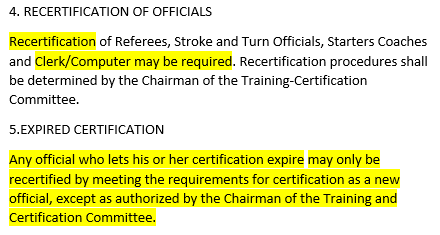 4. RECERTIFICATION OF OFFICIALS
Recertification of Referees, Stroke and Turn Officials, Starters Coaches
and Clerk/Computer may be required. Recertification procedures shall
be determined by the Chairman of the Training-Certification
Committee.
5.EXPIRED CERTIFICATION
Any official who lets his or her certification expire may only be
recertified by meeting the requirements for certification as a new
official, except as authorized by the Chairman of the Training and
Certification Committee.